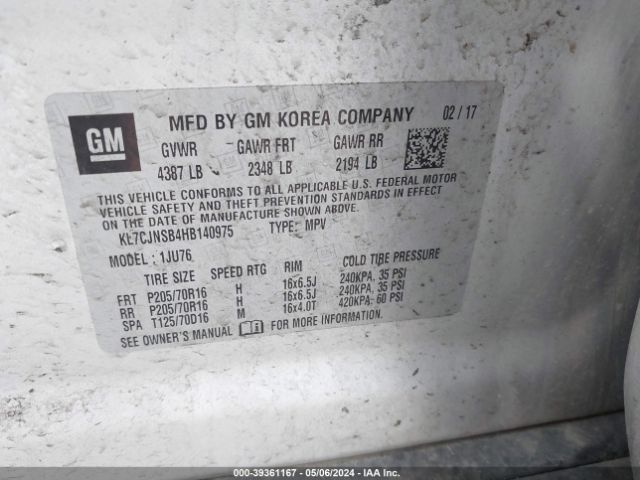 GM
MFD BY GM KOREA COMPANY 02/17
GVWR GAWR FRT GAWR RR
4387 LB 2348 LB 2194 LB
THIS VEHICLE CONFORMS TO ALL APPLICABLE U.S. FEDERAL MOTOR
VEHICLE SAFETY AND THEFT PREVENTION STANDARDS IN EFFECT
ON THE DATE OF MANUFACTURE SHOWN ABOVE.
KL7CJNSB4HB140975 TYPE: MPV
MODEL: 1JU76
TIRE SIZE SPEED RTG RIM COLD TIRE PRESSURE
FRT P205/70R16 H 16x6.5J 240KPA, 35 PSI
RR P205/70R16 H 16x6.5J 240KPA, 35 PSI
SPA T125/70D16 M 16x4.0T 420KPA, 60 PSI
SEE OWNER'S MANUAL FOR MORE INFORMATION.
000-39361167 - 05/06/2024 - IAA Inc.